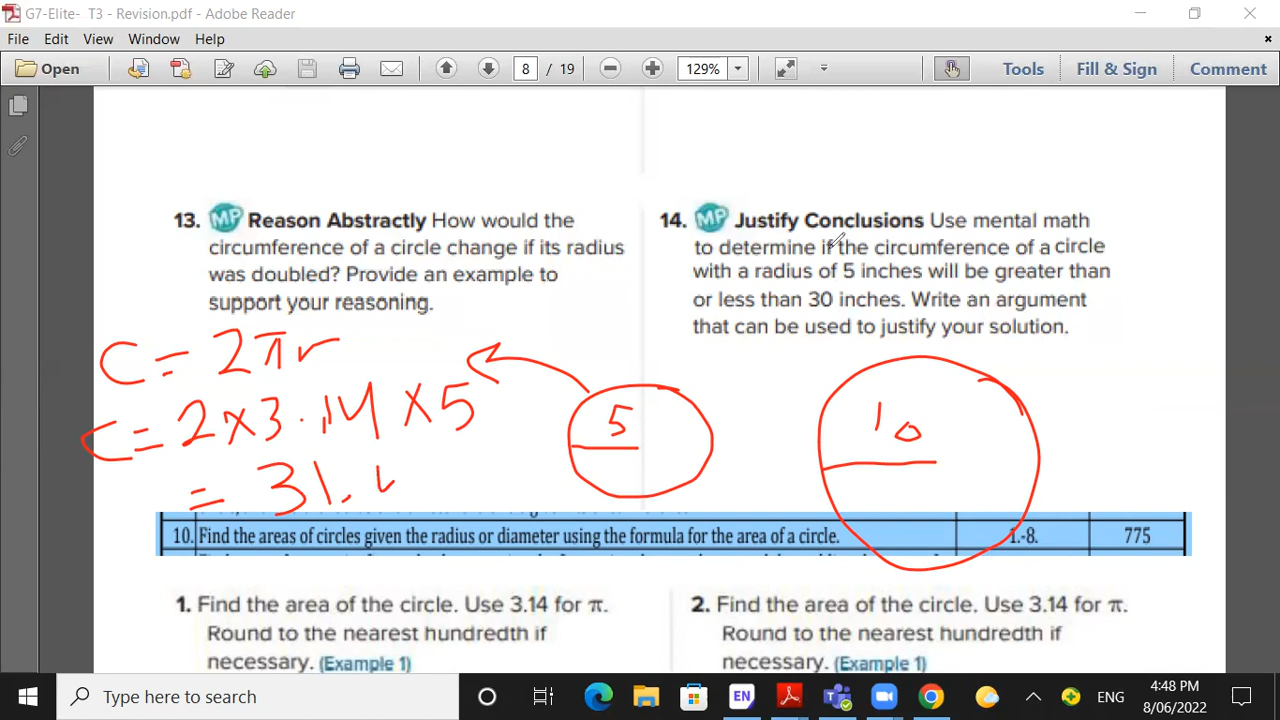 G7-Elite- T3 - Revision.pdf - Adobe Reader
File Edit View Window Help
Open 8 / 19 129% Tools Fill & Sign Comment
13. MP Reason Abstractly How would the
circumference of a circle change if its radius
was doubled? Provide an example to
support your reasoning.
14. MP Justify Conclusions Use mental math
to determine if the circumference of a circle
with a radius of 5 inches will be greater than
or less than 30 inches. Write an argument
that can be used to justify your solution.
C = 2πr
C = 2 × 3.14 × 5
= 31.
5
10
10. Find the areas of circles given the radius or diameter using the formula for the area of a circle. 1.-8. 775
1. Find the area of the circle. Use 3.14 for π.
Round to the nearest hundredth if
necessary. (Example 1)
2. Find the area of the circle. Use 3.14 for π.
Round to the nearest hundredth if
necessary. (Example 1)
Type here to search
EN
ENG
4:48 PM
8/06/2022